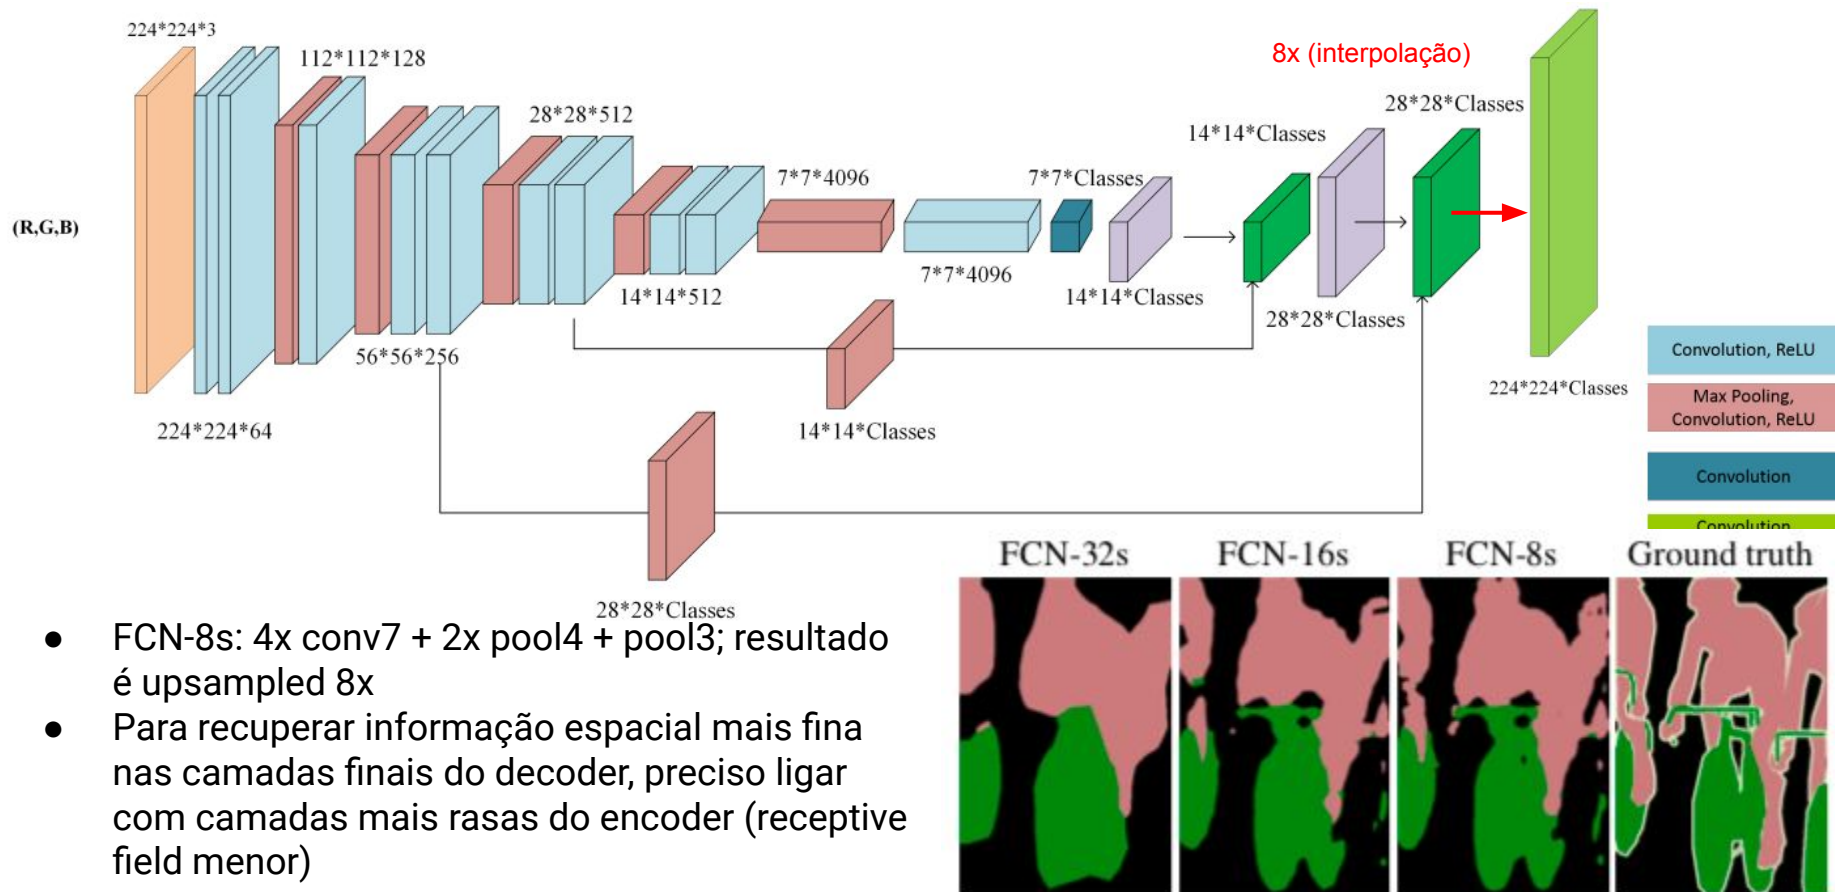 224*224*3
112*112*128
28*28*512
8x (interpolação)
28*28*Classes
14*14*Classes
7*7*4096
7*7*Classes
(R,G,B)
7*7*4096
14*14*512
14*14*Classes
28*28*Classes
56*56*256
224*224*64
14*14*Classes
224*224*Classes
28*28*Classes
Convolution, ReLU
Max Pooling,
Convolution, ReLU
Convolution
Convolution
FCN-32s
FCN-16s
FCN-8s
Ground truth
● FCN-8s: 4x conv7 + 2x pool4 + pool3; resultado
é upsampled 8x
● Para recuperar informação espacial mais fina
nas camadas finais do decoder, preciso ligar
com camadas mais rasas do encoder (receptive
field menor)